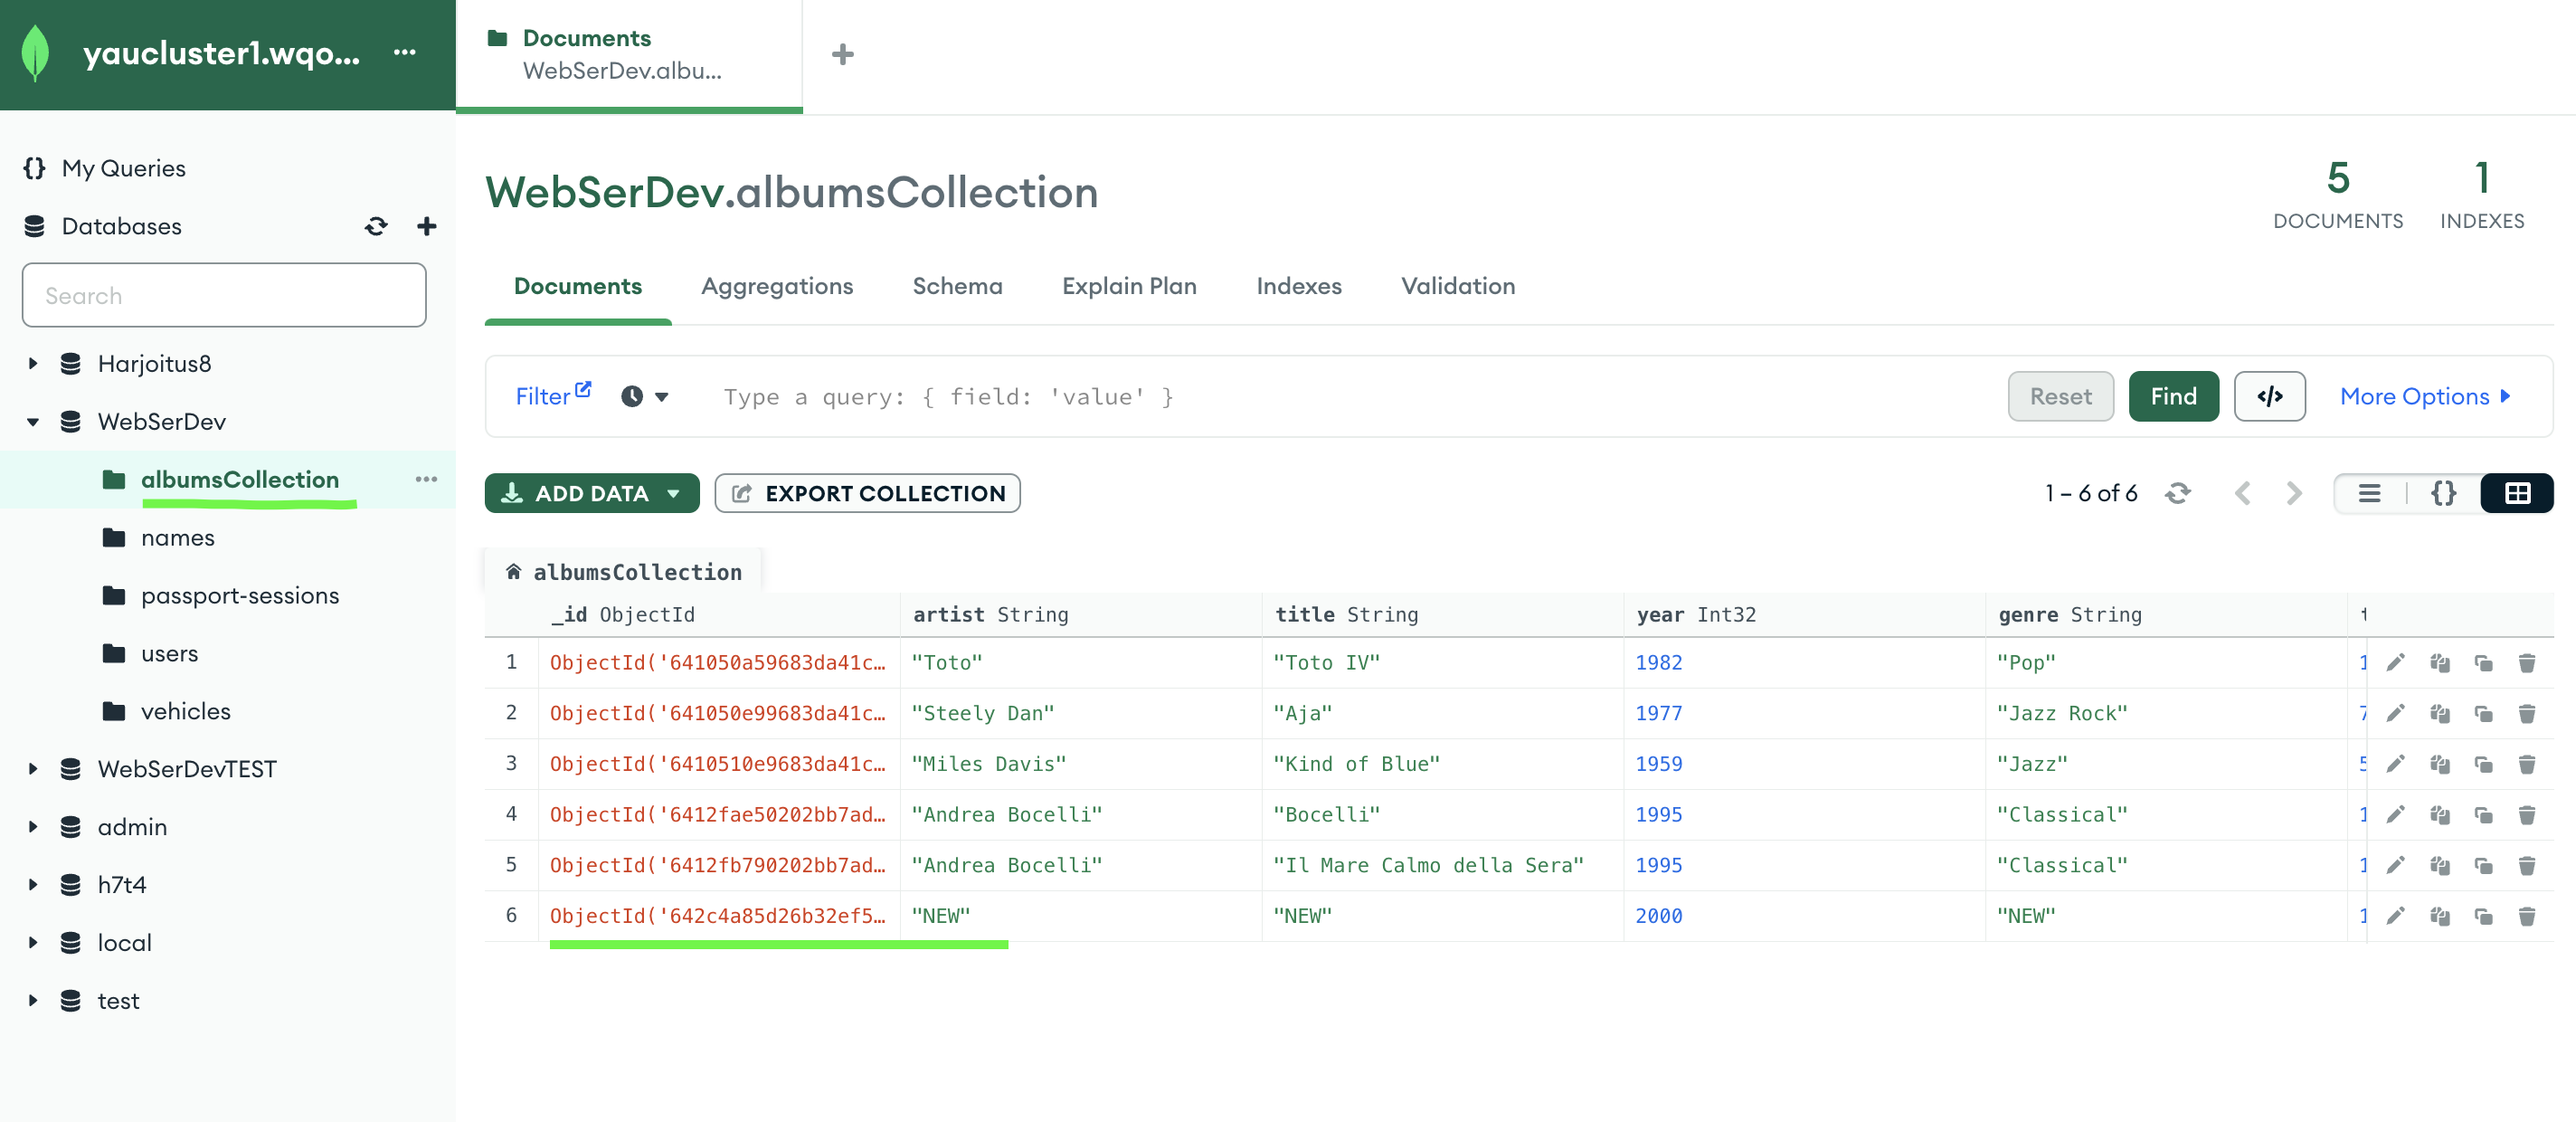 yaucluster1.wqo...
My Queries
Databases
Search
Harjoitus8
WebSerDev
albumsCollection
names
passport-sessions
users
vehicles
WebSerDevTEST
admin
h7t4
local
test
Documents
WebSerDev.albu...
WebSerDev.albumsCollection
5 DOCUMENTS
1 INDEXES
Documents Aggregations Schema Explain Plan Indexes Validation
Filter Type a query: { field: 'value' } Reset Find </> More Options
ADD DATA EXPORT COLLECTION 1 – 6 of 6 {}
albumsCollection
_id ObjectId artist String title String year Int32 genre String
1 ObjectId('641050a59683da41c… "Toto" "Toto IV" 1982 "Pop" 1
2 ObjectId('641050e99683da41c… "Steely Dan" "Aja" 1977 "Jazz Rock" 7
3 ObjectId('6410510e9683da41c… "Miles Davis" "Kind of Blue" 1959 "Jazz" 5
4 ObjectId('6412fae50202bb7ad… "Andrea Bocelli" "Bocelli" 1995 "Classical" 1
5 ObjectId('6412fb790202bb7ad… "Andrea Bocelli" "Il Mare Calmo della Sera" 1995 "Classical" 1
6 ObjectId('642c4a85d26b32ef5… "NEW" "NEW" 2000 "NEW" 1